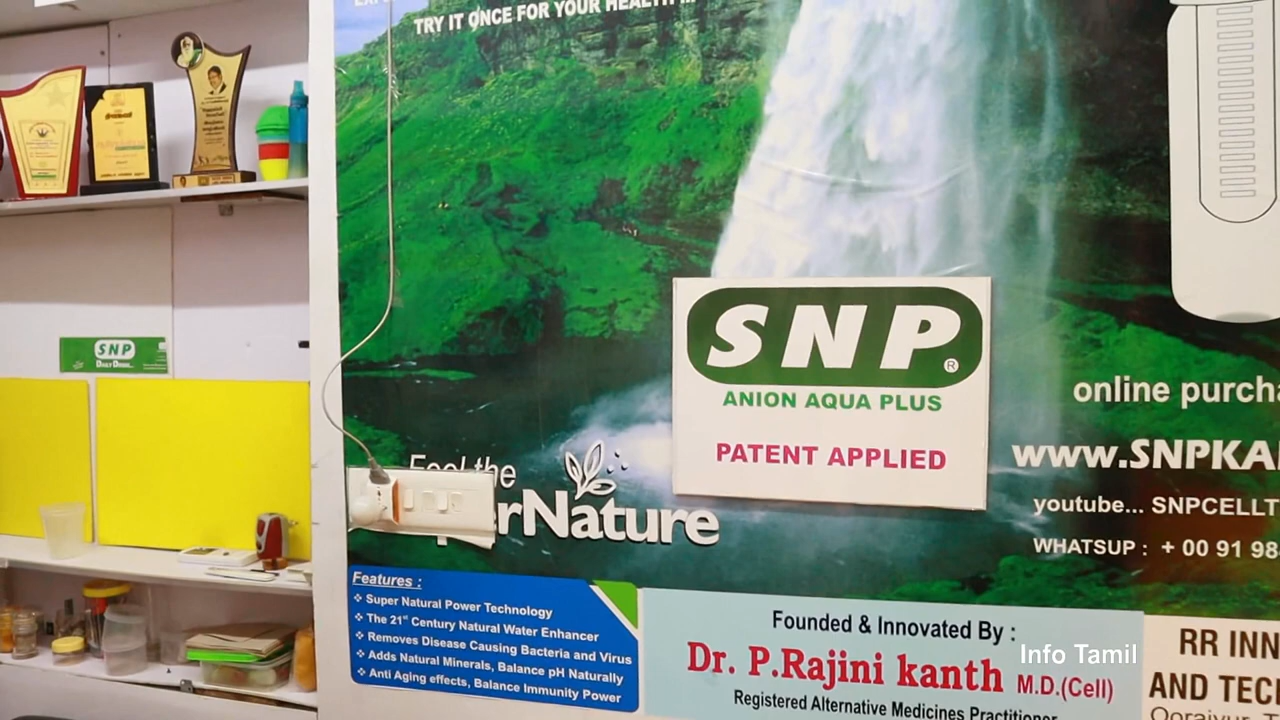 TRY IT ONCE FOR YOUR HEALTH ...
SNP
DAILY DRINK...
SNP®
ANION AQUA PLUS
PATENT APPLIED
Feel the
Nature
online purcha
www.SNPKA
youtube... SNPCELLT
WHATSUP : + 00 91 98
Features :
❖ Super Natural Power Technology
❖ The 21st Century Natural Water Enhancer
❖ Removes Disease Causing Bacteria and Virus
❖ Adds Natural Minerals, Balance pH Naturally
❖ Anti Aging effects, Balance Immunity Power
Founded & Innovated By :
Dr. P.Rajini kanth M.D.(Cell)
Registered Alternative Medicines Practitioner
RR INN
AND TEC
Info Tamil